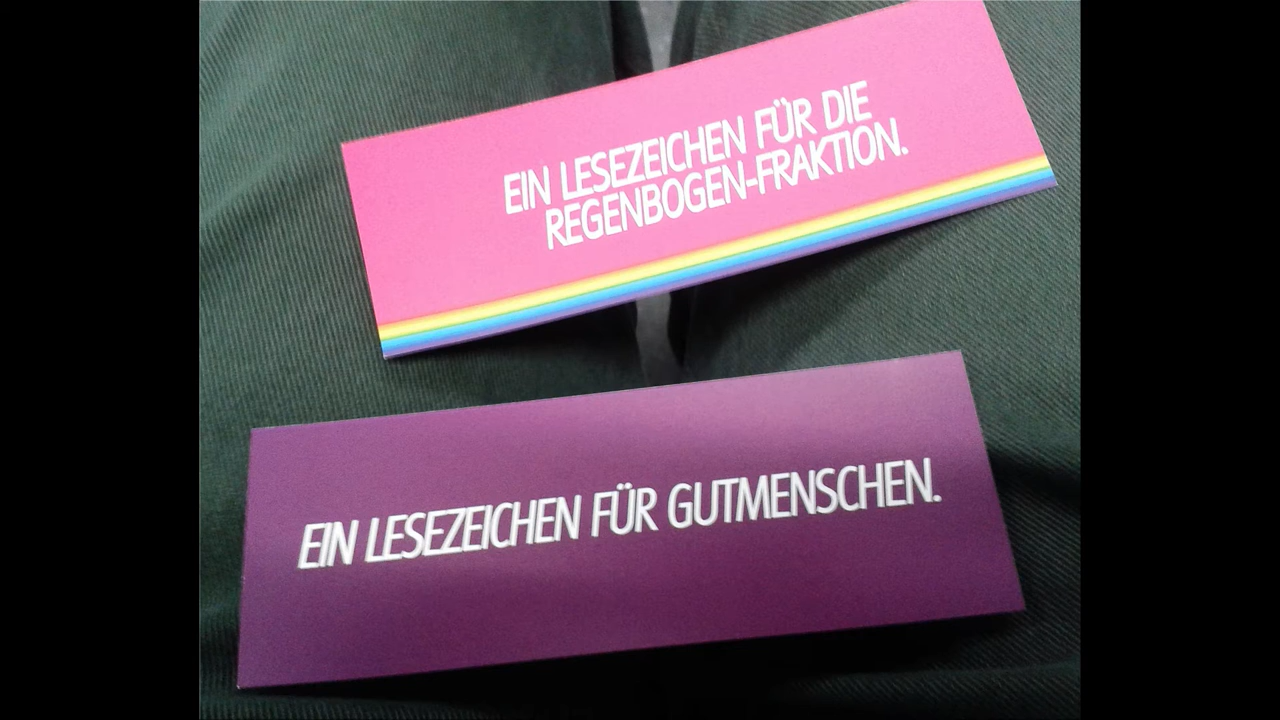 EIN LESEZEICHEN FÜR DIE
REGENBOGEN-FRAKTION.
EIN LESEZEICHEN FÜR GUTMENSCHEN.